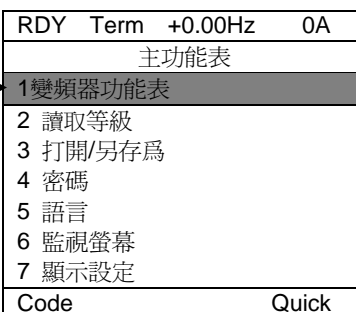 RDY Term +0.00Hz 0A
主功能表
1變頻器功能表
2 讀取等級
3 打開/另存爲
4 密碼
5 語言
6 監視螢幕
7 顯示設定
Code Quick